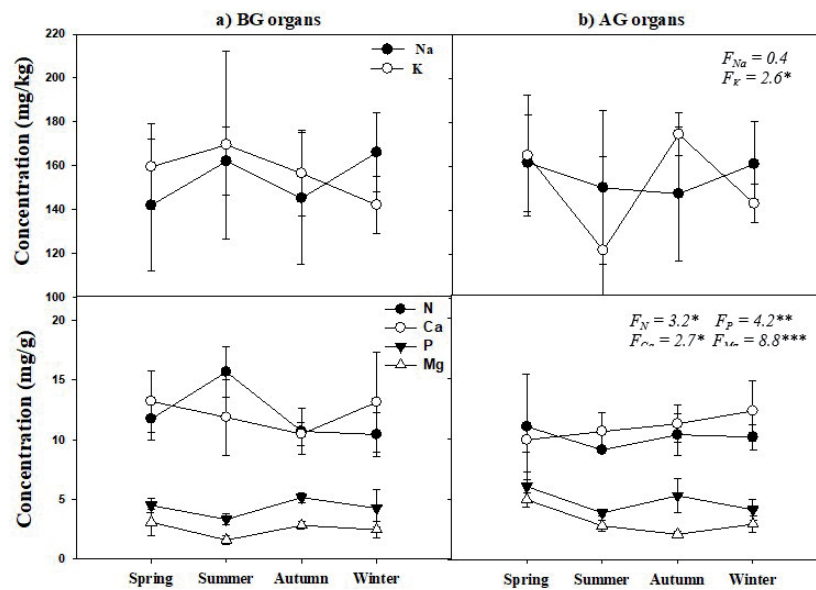 a) BG organs
b) AG organs
Concentration (mg/kg)
220
200
180
160
140
120
100
Na
K
F_Na = 0.4
F_K = 2.6*
Concentration (mg/g)
20
15
10
5
0
N
Ca
P
Mg
F_N = 3.2* F_P = 4.2**
F_Ca = 2.7* F_Mg = 8.8***
Spring Summer Autumn Winter
Spring Summer Autumn Winter